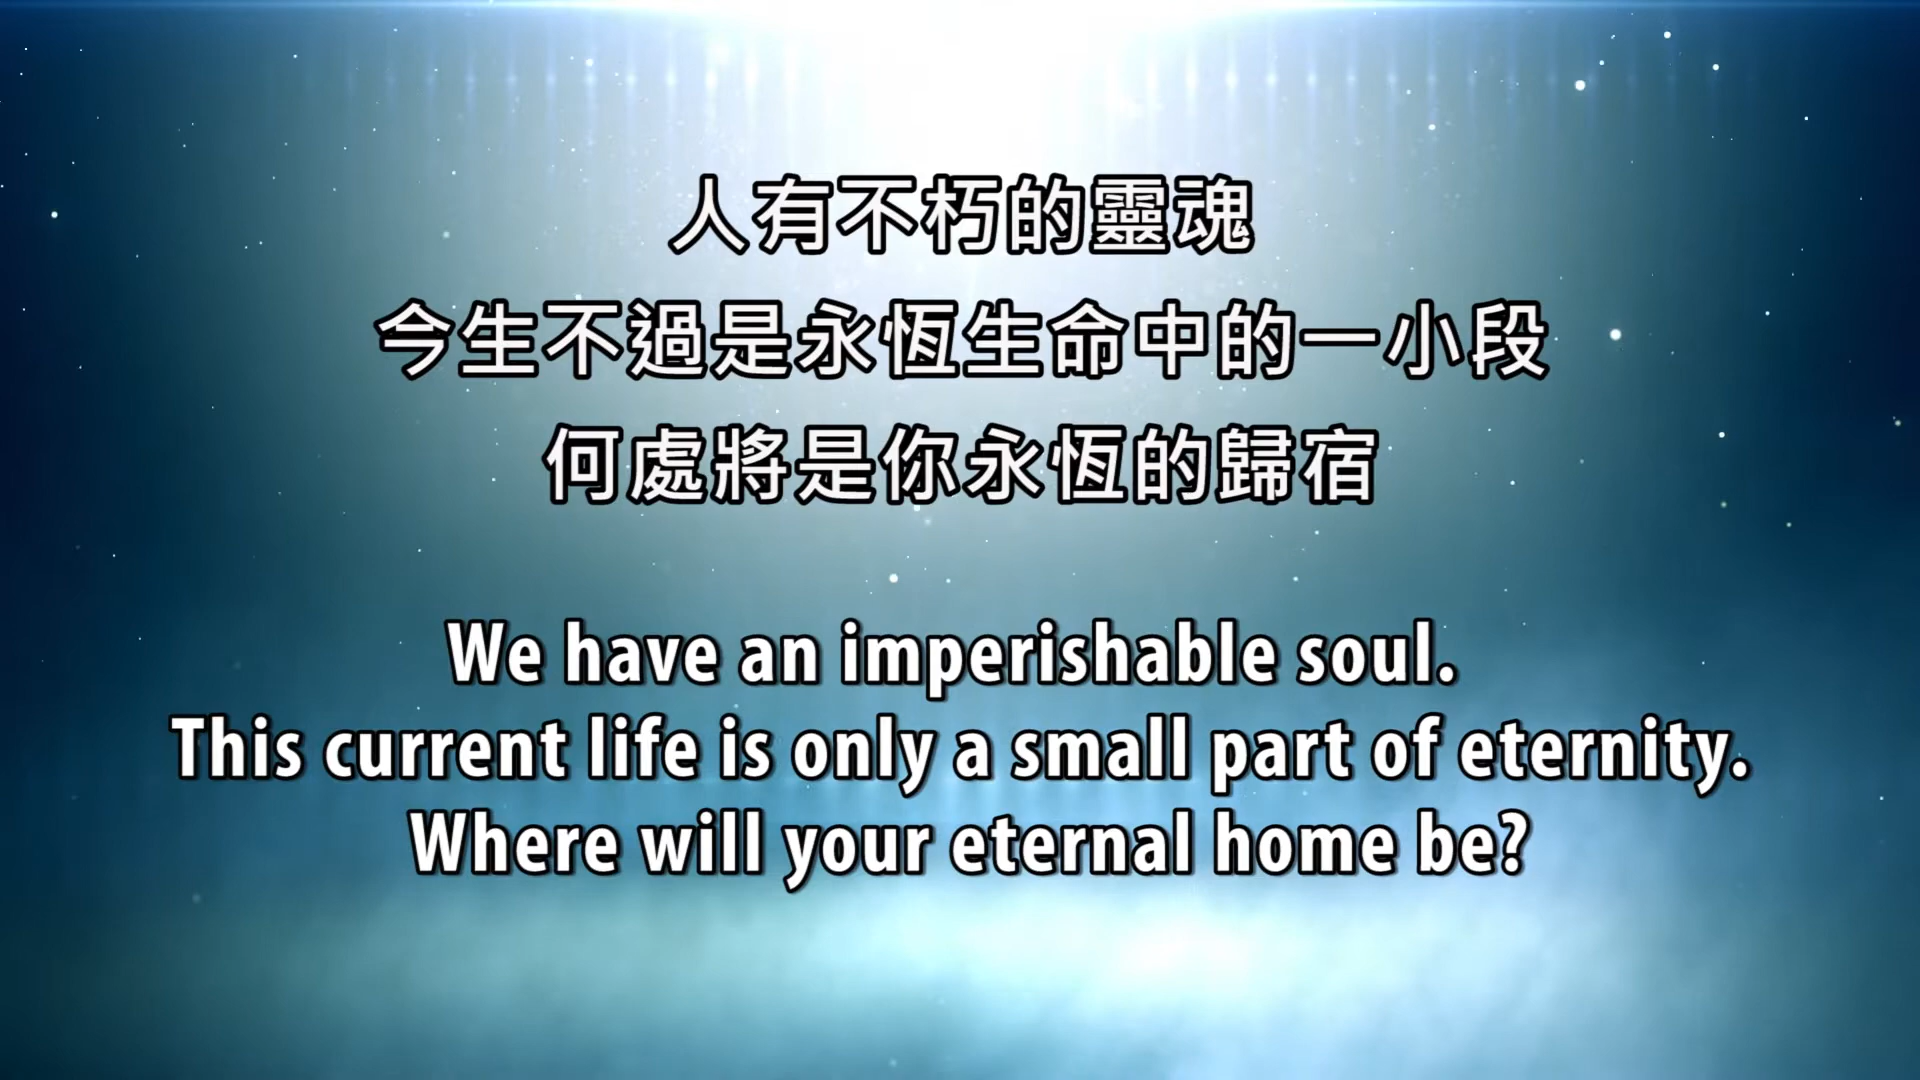 人有不朽的靈魂
今生不過是永恆生命中的一小段
何處將是你永恆的歸宿
We have an imperishable soul.
This current life is only a small part of eternity.
Where will your eternal home be?